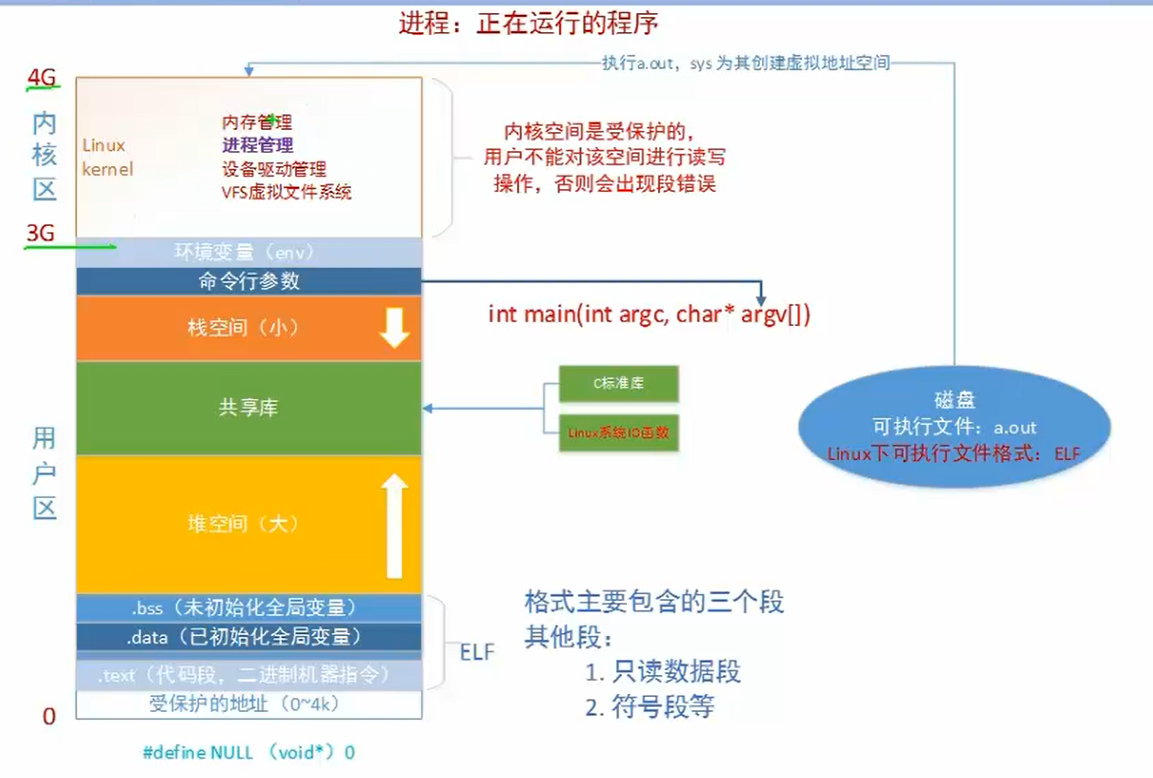 进程：正在运行的程序
执行a.out，sys 为其创建虚拟地址空间
4G
内核区
Linux kernel
内存管理
进程管理
设备驱动管理
VFS虚拟文件系统
内核空间是受保护的，
用户不能对该空间进行读写
操作，否则会出现段错误
3G
环境变量（env）
命令行参数
int main(int argc, char* argv[])
栈空间（小）
共享库
C标准库
Linux系统IO函数
磁盘
可执行文件：a.out
Linux下可执行文件格式：ELF
用户区
堆空间（大）
.bss（未初始化全局变量）
.data（已初始化全局变量）
.text（代码段，二进制机器指令）
ELF
格式主要包含的三个段
其他段：
1. 只读数据段
2. 符号段等
受保护的地址（0~4k）
0
#define NULL （void*）0